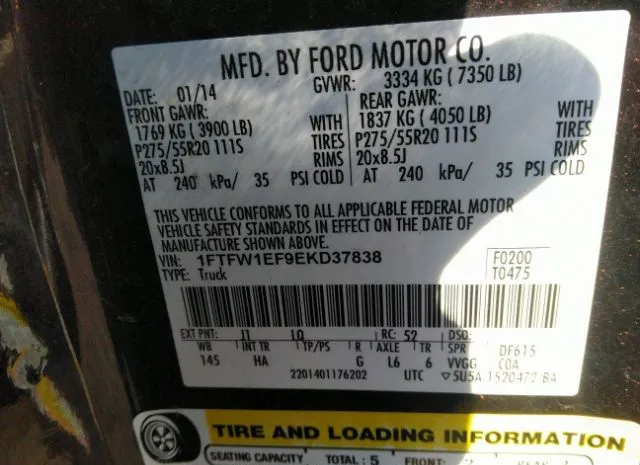 MFD. BY FORD MOTOR CO.
DATE: 01/14 GVWR: 3334 KG ( 7350 LB)
FRONT GAWR: REAR GAWR:
1769 KG (3900 LB) WITH 1837 KG ( 4050 LB) WITH
P275/55R20 111S TIRES P275/55R20 111S TIRES
20x8.5J RIMS 20x8.5J RIMS
AT 240 kPa/ 35 PSI COLD AT 240 kPa/ 35 PSI COLD
THIS VEHICLE CONFORMS TO ALL APPLICABLE FEDERAL MOTOR
VEHICLE SAFETY STANDARDS IN EFFECT ON THE DATE OF
MANUFACTURE SHOWN ABOVE.
VIN: 1FTFW1EF9EKD37838 F0200
TYPE: Truck T0475
EXT PNT: RC: 52 DSO:
WB INT TR TP/PS R AXLE TR SPR DF615
145 HA G L6 6 VVGG COA
2201401176202 UTC ▽SU5A 1520472 BA
TIRE AND LOADING INFORMATION
SEATING CAPACITY TOTAL: 5 FRONT: